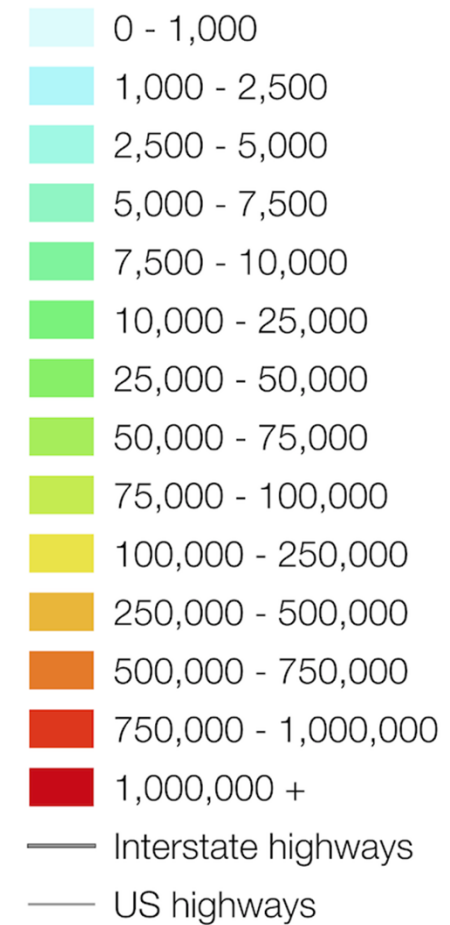 0 - 1,000
1,000 - 2,500
2,500 - 5,000
5,000 - 7,500
7,500 - 10,000
10,000 - 25,000
25,000 - 50,000
50,000 - 75,000
75,000 - 100,000
100,000 - 250,000
250,000 - 500,000
500,000 - 750,000
750,000 - 1,000,000
1,000,000 +
Interstate highways
US highways